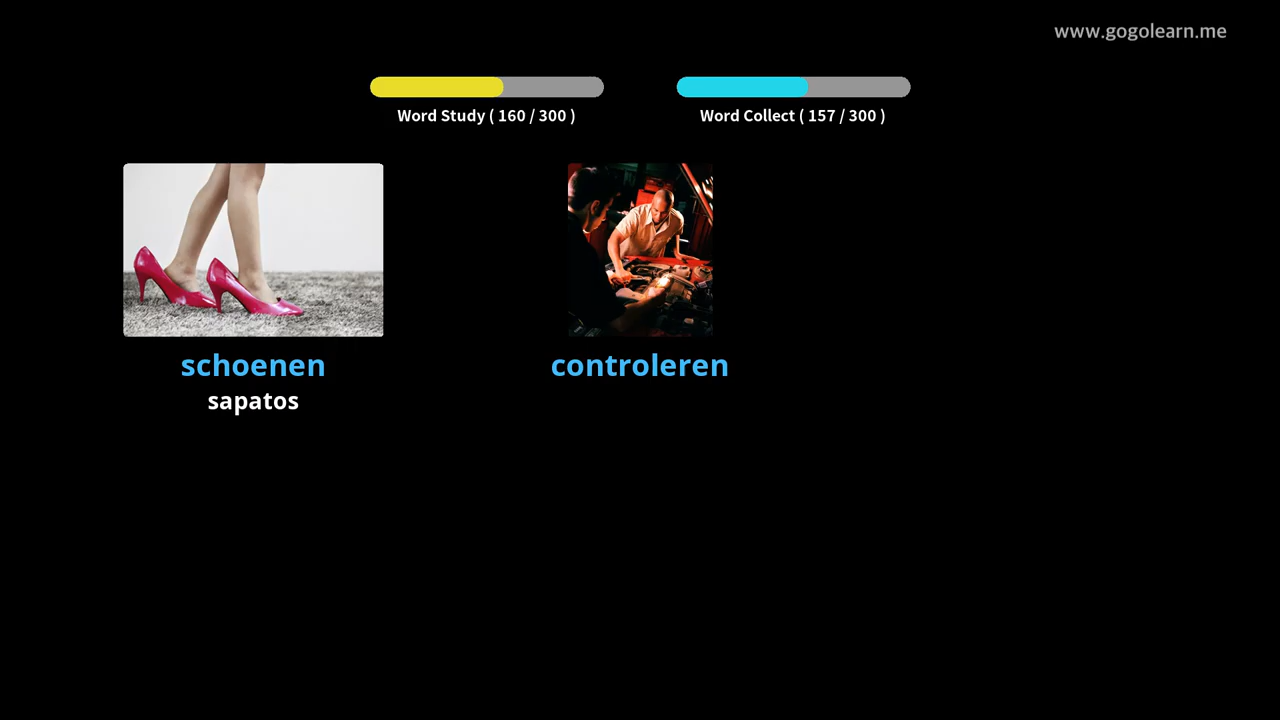 www.gogolearn.me
Word Study ( 160 / 300 )
Word Collect ( 157 / 300 )
schoenen
sapatos
controleren